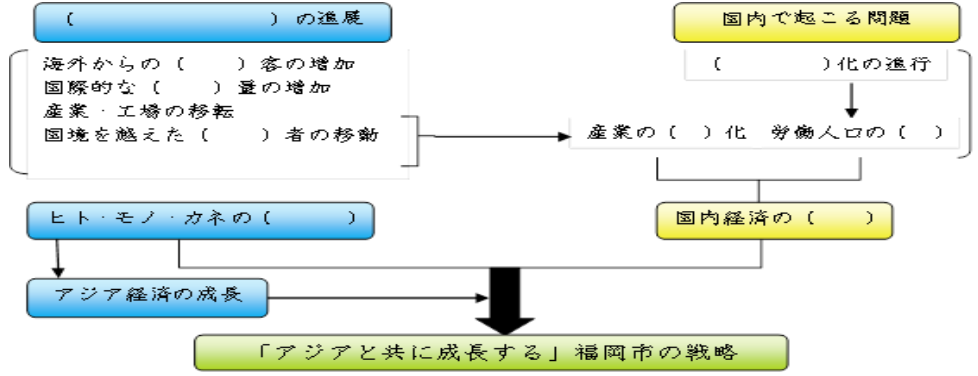 （　　　　　　　　　）の進展
海外からの（　　）客の増加
国際的な（　　）量の増加
産業・工場の移転
国境を越えた（　　）者の移動
国内で起こる問題
（　　　　　）化の進行
産業の（　）化　労働人口の（　）
ヒト・モノ・カネの（　　　　）
国内経済の（　　）
アジア経済の成長
「アジアと共に成長する」福岡市の戦略